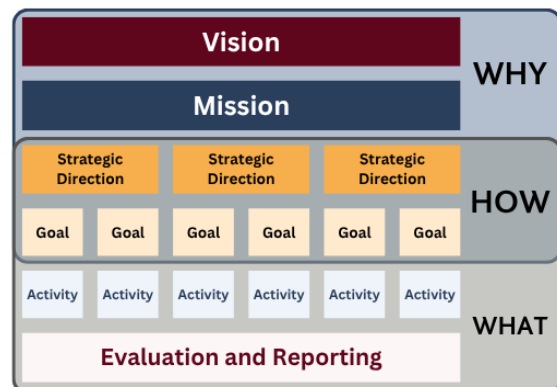 Vision
WHY
Mission
Strategic Direction Strategic Direction Strategic Direction
HOW
Goal Goal Goal Goal Goal Goal
Activity Activity Activity Activity Activity Activity
WHAT
Evaluation and Reporting